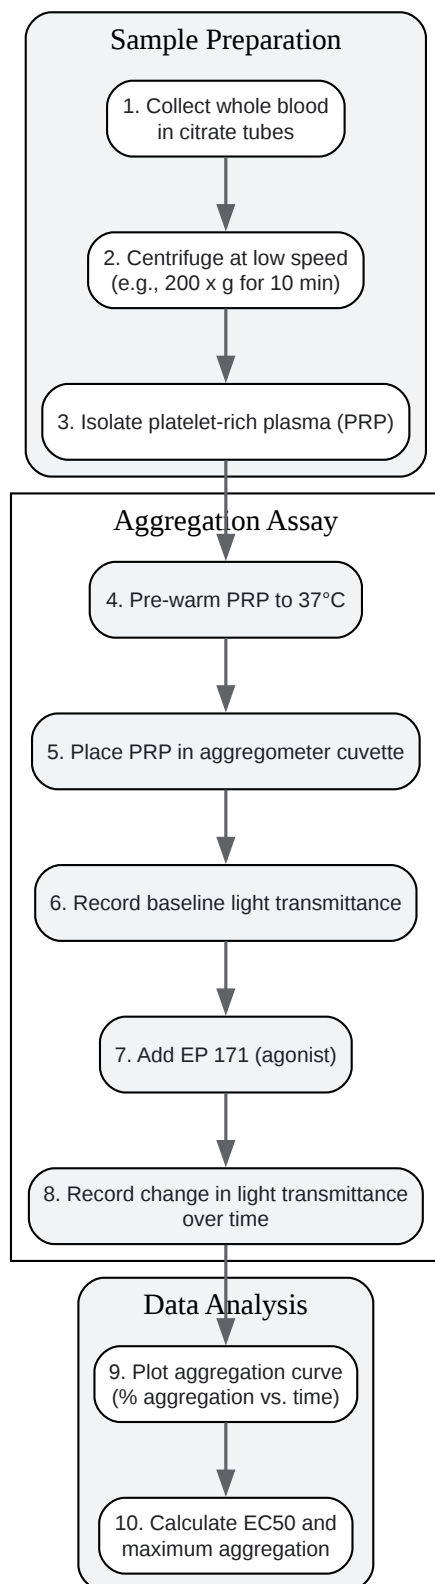 Sample Preparation
1. Collect whole blood
in citrate tubes
2. Centrifuge at low speed
(e.g., 200 x g for 10 min)
3. Isolate platelet-rich plasma (PRP)
Aggregation Assay
4. Pre-warm PRP to 37°C
5. Place PRP in aggregometer cuvette
6. Record baseline light transmittance
7. Add EP 171 (agonist)
8. Record change in light transmittance
over time
Data Analysis
9. Plot aggregation curve
(% aggregation vs. time)
10. Calculate EC50 and
maximum aggregation